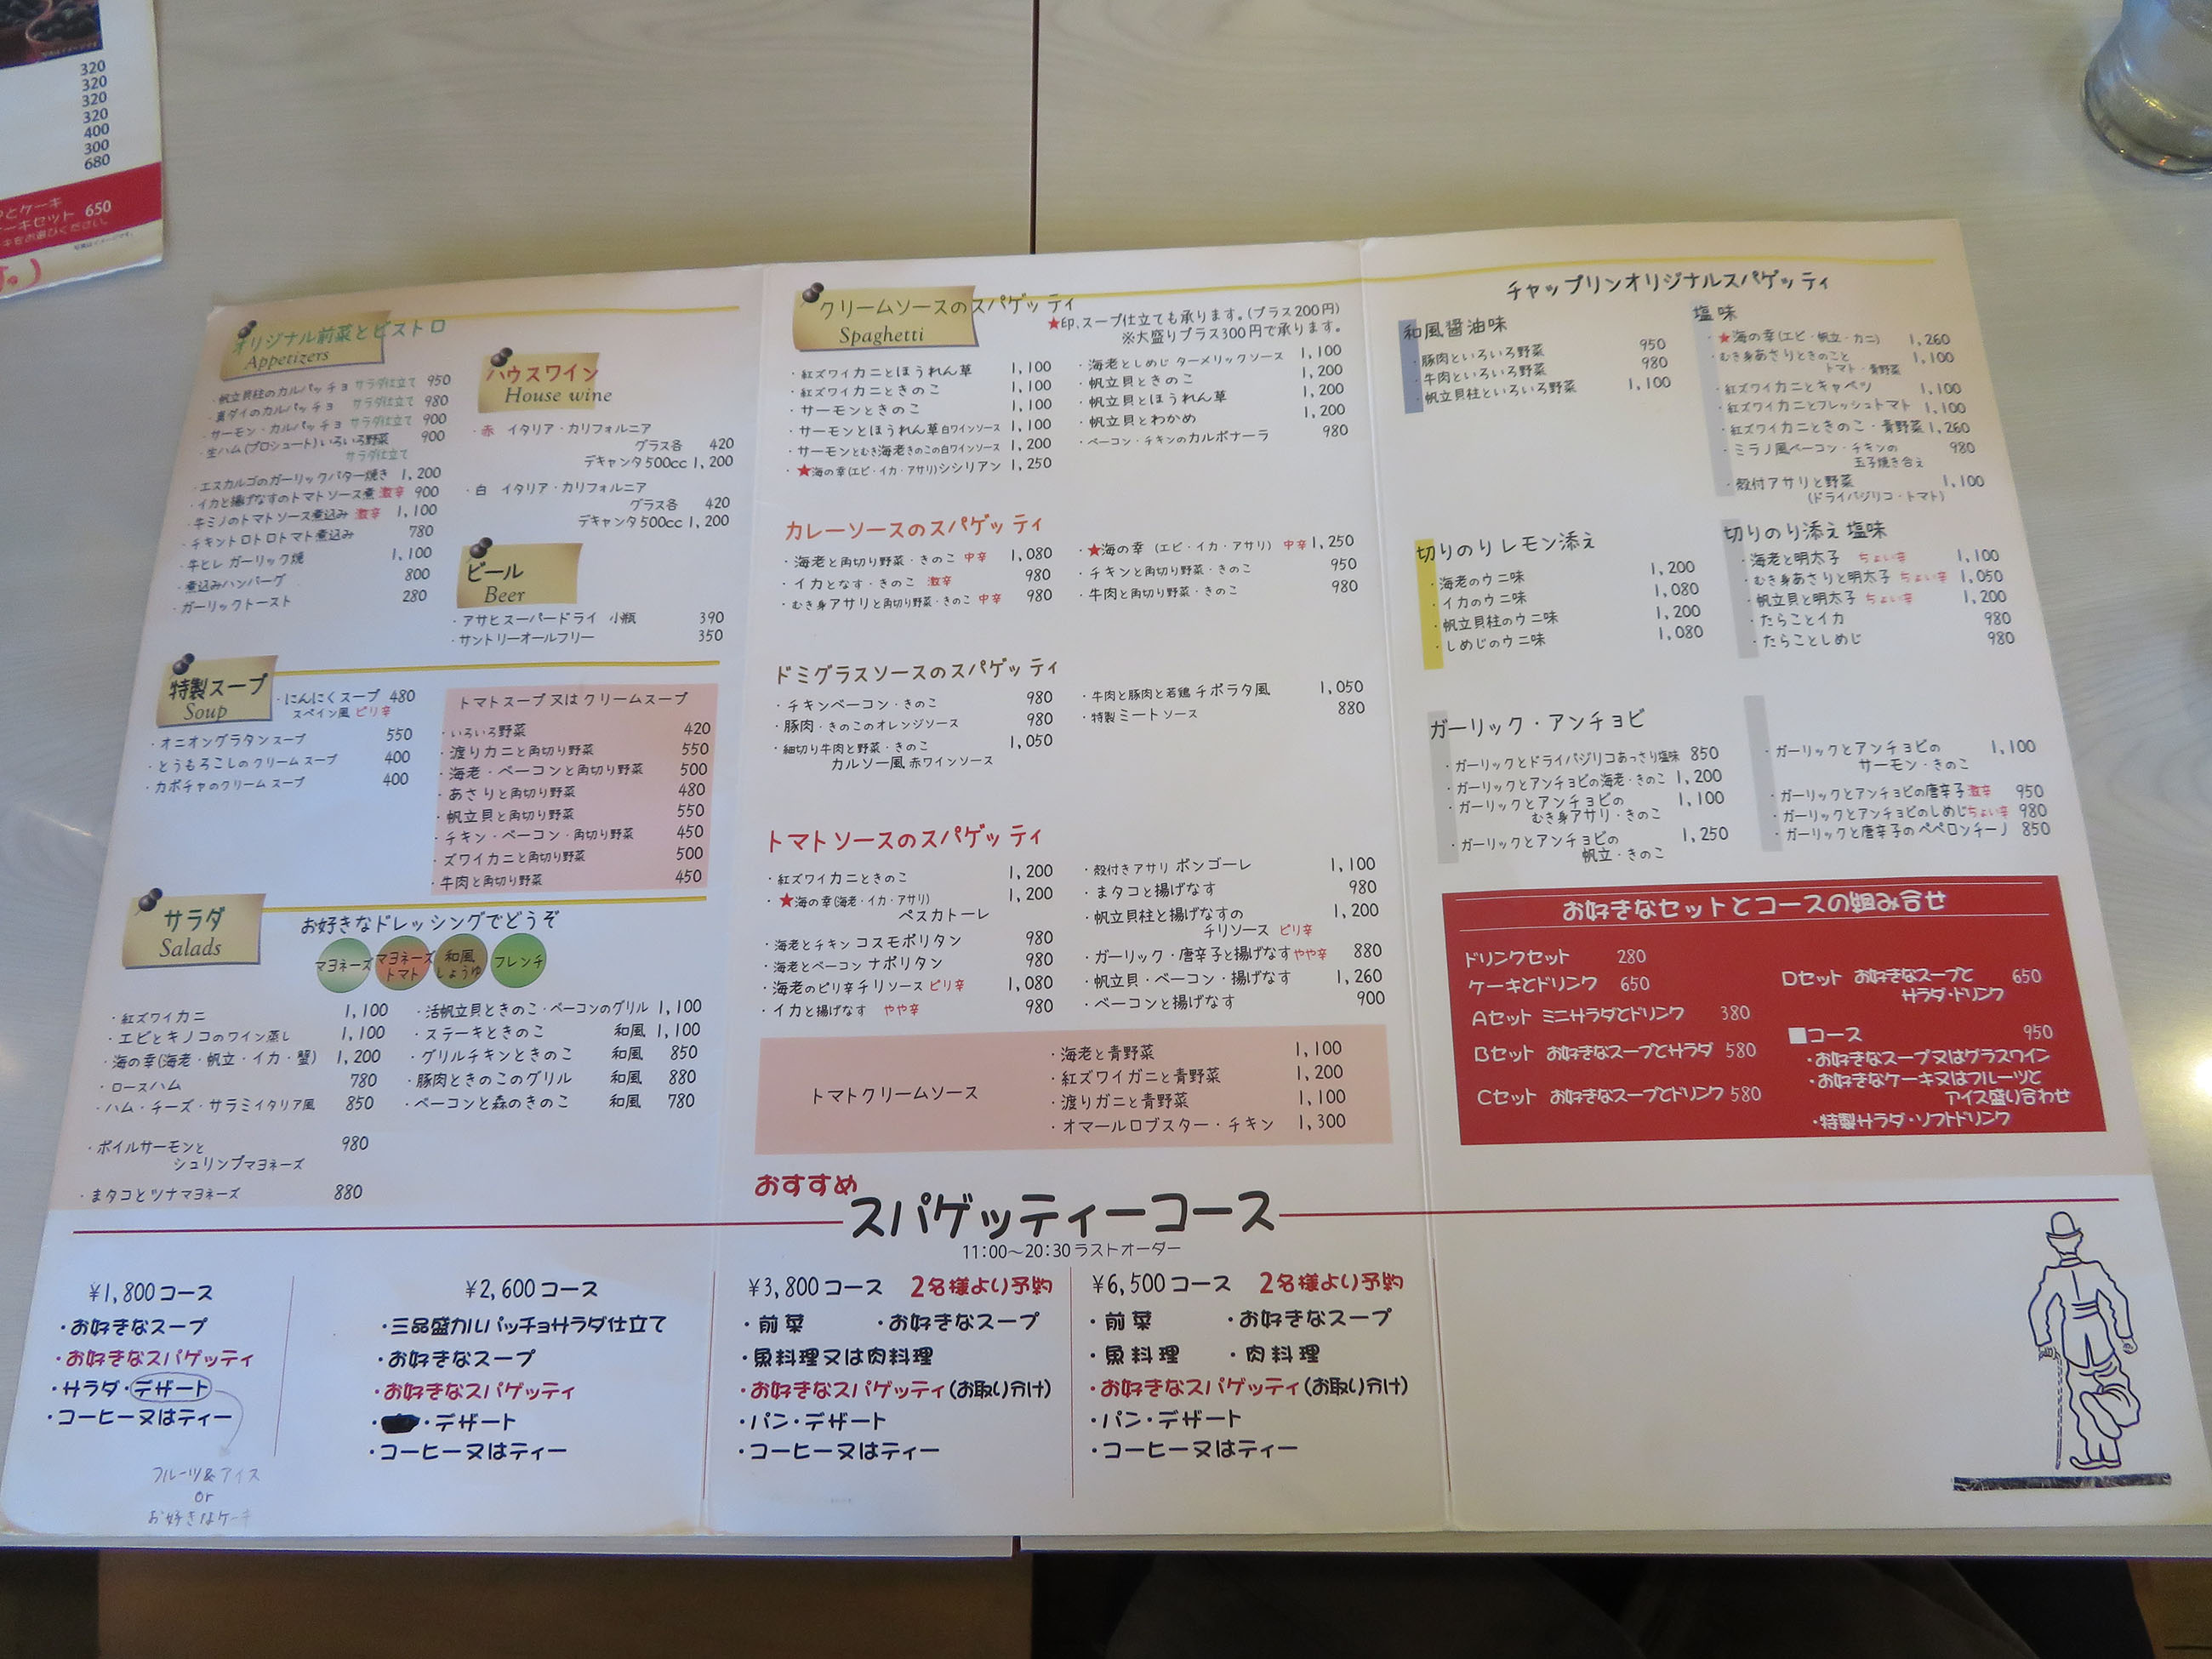 320
320
320
320
400
300
680
とケーキ
ーキセット 650
オリジナル前菜とビストロ
Appetizers
・帆立貝柱のカルパッチョ サラダ仕立て 950
・真ダイのカルパッチョ サラダ仕立て 980
・サーモン・カルパッチョ サラダ仕立て 900
・生ハム(プロシュート)いろいろ野菜 900
サラダ仕立て
・エスカルゴのガーリックバター焼き 1,200
・イカと揚げなすのトマトソース煮 激辛 900
・牛ミノのトマトソース煮込み 激辛 1,100
・チキントロトロトマト煮込み 780
・牛ヒレ ガーリック焼 1,100
・煮込みハンバーグ 800
・ガーリックトースト 280
ハウスワイン
House wine
・赤 イタリア・カリフォルニア
グラス各 420
デキャンタ500cc 1,200
・白 イタリア・カリフォルニア
グラス各 420
デキャンタ500cc 1,200
ビール
Beer
・アサヒスーパードライ 小瓶 390
・サントリーオールフリー 350
特製スープ
Soup
・にんにくスープ 480
スペイン風 ピリ辛
・オニオングラタンスープ 550
・とうもろこしのクリームスープ 400
・カボチャのクリームスープ 400
トマトスープ又はクリームスープ
・いろいろ野菜 420
・渡りカニと角切り野菜 550
・海老・ベーコンと角切り野菜 500
・あさりと角切り野菜 480
・帆立貝と角切り野菜 550
・チキン・ベーコン・角切り野菜 450
・ズワイカニと角切り野菜 500
・牛肉と角切り野菜 450
サラダ
Salads
お好きなドレッシングでどうぞ
マヨネーズ
マヨネーズ
トマト
和風
しょうゆ
フレンチ
・紅ズワイカニ 1,100
・エビとキノコのワイン蒸し 1,100
・海の幸(海老・帆立・イカ・蟹) 1,200
・ロースハム 780
・ハム・チーズ・サラミイタリア風 850
・ボイルサーモンと 980
シュリンプマヨネーズ
・まタコとツナマヨネーズ 880
・活帆立貝ときのこ・ベーコンのグリル 1,100
・ステーキときのこ 和風 1,100
・グリルチキンときのこ 和風 850
・豚肉ときのこのグリル 和風 880
・ベーコンと森のきのこ 和風 780
クリームソースのスパゲッティ
Spaghetti
★印.スープ仕立ても承ります。(プラス200円)
※大盛りプラス300円で承ります。
・紅ズワイカニとほうれん草 1,100
・紅ズワイカニときのこ 1,100
・サーモンときのこ 1,100
・サーモンとほうれん草白ワインソース 1,100
・サーモンとむき海老きのこの白ワインソース 1,200
・★海の幸(エビ・イカ・アサリ)シシリアン 1,250
・海老としめじ ターメリックソース 1,100
・帆立貝ときのこ 1,200
・帆立貝とほうれん草 1,200
・帆立貝とわかめ 1,200
・ベーコン・チキンのカルボナーラ 980
カレーソースのスパゲッティ
・海老と角切り野菜・きのこ 中辛 1,080
・イカとなす・きのこ 激辛 980
・むき身アサリと角切り野菜・きのこ 中辛 980
・★海の幸(エビ・イカ・アサリ) 中辛 1,250
・チキンと角切り野菜・きのこ 950
・牛肉と角切り野菜・きのこ 980
ドミグラスソースのスパゲッティ
・チキンベーコン・きのこ 980
・豚肉・きのこのオレンジソース 980
・細切り牛肉と野菜・きのこ 1,050
カルソー風 赤ワインソース
・牛肉と豚肉と若鶏 チポラタ風 1,050
・特製ミートソース 880
トマトソースのスパゲッティ
・紅ズワイカニときのこ 1,200
・★海の幸(海老・イカ・アサリ) 1,200
ペスカトーレ
・海老とチキン コスモポリタン 980
・海老とベーコン ナポリタン 980
・海老のピリ辛チリソース ピリ辛 1,080
・イカと揚げなす やや辛 980
・殻付きアサリ ボンゴーレ 1,100
・まタコと揚げなす 980
・帆立貝柱と揚げなすの 1,200
チリソース ピリ辛
・ガーリック・唐辛子と揚げなす やや辛 880
・帆立貝・ベーコン・揚げなす 1,260
・ベーコンと揚げなす 900
トマトクリームソース
・海老と青野菜 1,100
・紅ズワイガニと青野菜 1,200
・渡りガニと青野菜 1,100
・オマールロブスター・チキン 1,300
チャップリンオリジナルスパゲッティ
和風醤油味
・豚肉といろいろ野菜 950
・牛肉といろいろ野菜 980
・帆立貝柱といろいろ野菜 1,100
塩味
・★海の幸(エビ・帆立・カニ) 1,260
・むき身あさりときのこと 1,100
トマト・青野菜
・紅ズワイカニとキャベツ 1,100
・紅ズワイカニとフレッシュトマト 1,100
・紅ズワイカニときのこ・青野菜 1,260
・ミラノ風ベーコン・チキンの 980
玉子焼き合え
・殻付アサリと野菜 1,100
(ドライバジリコ・トマト)
切りのりレモン添え
・海老のウニ味 1,200
・イカのウニ味 1,080
・帆立貝柱のウニ味 1,200
・しめじのウニ味 1,080
切りのり添え 塩味
・海老と明太子 ちょい辛 1,100
・むき身あさりと明太子 ちょい辛 1,050
・帆立貝と明太子 ちょい辛 1,200
・たらことイカ 980
・たらことしめじ 980
ガーリック・アンチョビ
・ガーリックとドライバジリコあっさり塩味 850
・ガーリックとアンチョビの海老・きのこ 1,200
・ガーリックとアンチョビの 1,100
むき身アサリ・きのこ
・ガーリックとアンチョビの 1,250
帆立・きのこ
・ガーリックとアンチョビの 1,100
サーモン・きのこ
・ガーリックとアンチョビの唐辛子 激辛 950
・ガーリックとアンチョビのしめじ ちょい辛 980
・ガーリックと唐辛子のペペロンチーノ 850
お好きなセットとコースの組み合せ
ドリンクセット 280
ケーキとドリンク 650
Aセット ミニサラダとドリンク 380
Bセット お好きなスープとサラダ 580
Cセット お好きなスープとドリンク 580
Dセット お好きなスープと 650
サラダ・ドリンク
■コース 950
・お好きなスープ又はグラスワイン
・お好きなケーキ又はフルーツと
アイス盛り合わせ
・特製サラダ・ソフトドリンク
おすすめ
スパゲッティーコース
11:00～20:30 ラストオーダー
¥1,800コース
・お好きなスープ
・お好きなスパゲッティ
・サラダ・デザート
・コーヒー又はティー
フルーツ&アイス
or
お好きなケーキ
¥2,600コース
・三品盛カルパッチョサラダ仕立て
・お好きなスープ
・お好きなスパゲッティ
・デザート
・コーヒー又はティー
¥3,800コース 2名様より予約
・前菜 ・お好きなスープ
・魚料理又は肉料理
・お好きなスパゲッティ(お取り分け)
・パン・デザート
・コーヒー又はティー
¥6,500コース 2名様より予約
・前菜 ・お好きなスープ
・魚料理 ・肉料理
・お好きなスパゲッティ(お取り分け)
・パン・デザート
・コーヒー又はティー